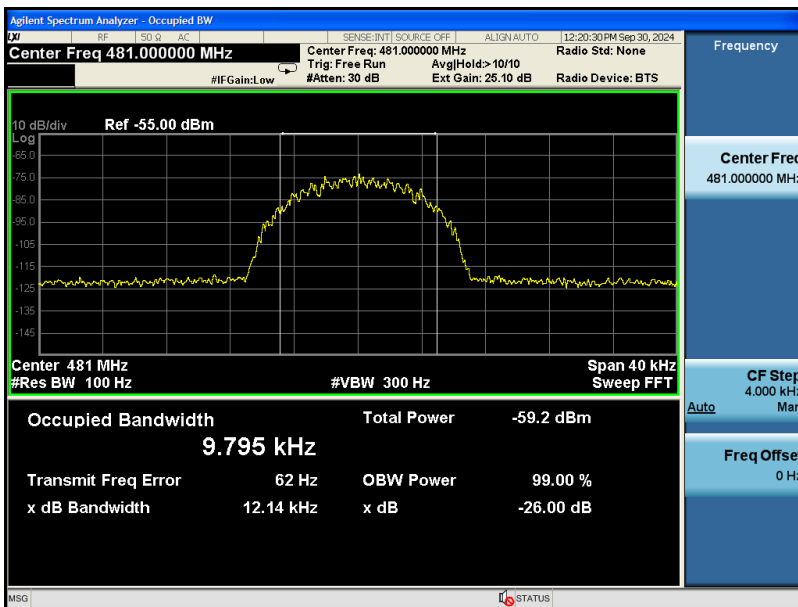 Agilent Spectrum Analyzer - Occupied BW
LXI RF 50 Ω AC SENSE:INT SOURCE OFF ALIGN AUTO 12:20:30 PM Sep 30, 2024
Center Freq 481.000000 MHz
Center Freq: 481.000000 MHz
Radio Std: None
Trig: Free Run Avg|Hold:>10/10
#IFGain:Low
#Atten: 30 dB Ext Gain: 25.10 dB
Radio Device: BTS
10 dB/div Ref -55.00 dBm
Log
-65.0
-75.0
-85.0
-95.0
-105
-115
-125
-135
-145
Center 481 MHz Span 40 kHz
#Res BW 100 Hz #VBW 300 Hz Sweep FFT
Occupied Bandwidth Total Power -59.2 dBm
9.795 kHz
Transmit Freq Error 62 Hz OBW Power 99.00 %
x dB Bandwidth 12.14 kHz x dB -26.00 dB
MSG STATUS
Frequency
Center Freq
481.000000 MHz
CF Step
4.000 kHz
Auto Man
Freq Offset
0 Hz